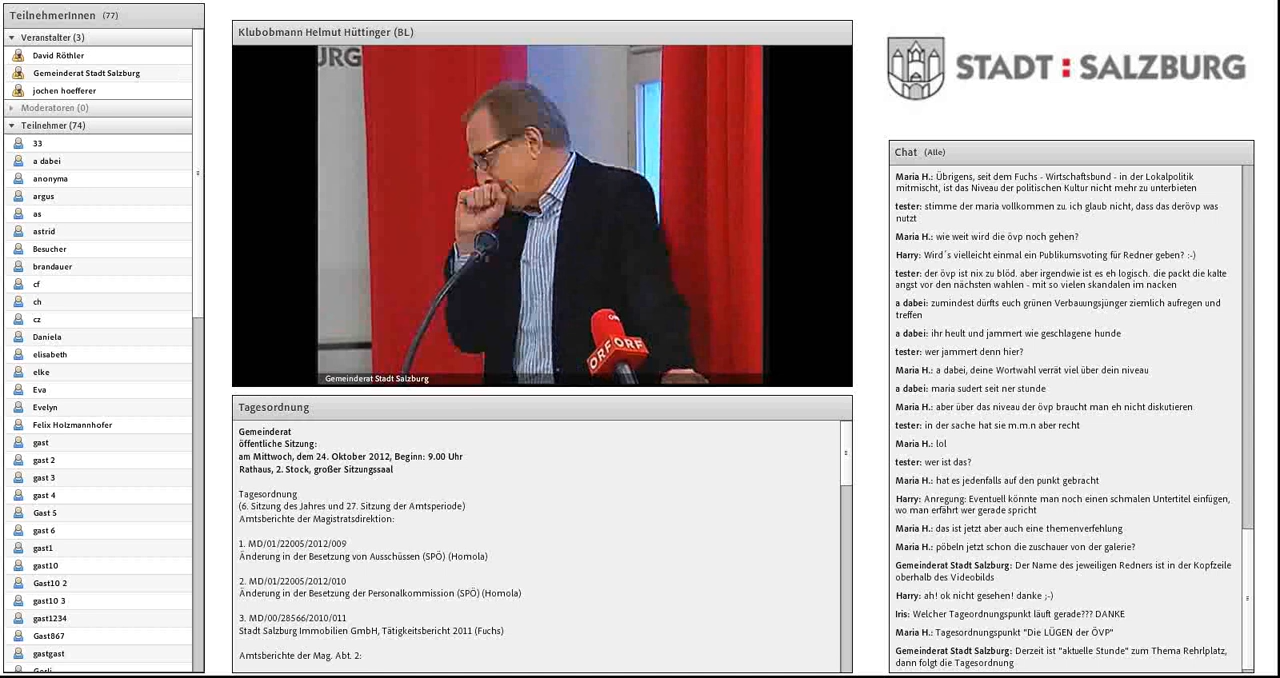 TeilnehmerInnen (77)
Veranstalter (3)
David Röthler
Gemeinderat Stadt Salzburg
jochen hoefferer
Moderatoren (0)
Teilnehmer (74)
33
a dabei
anonyma
argus
as
astrid
Besucher
brandauer
cf
ch
cz
Daniela
elisabeth
elke
Eva
Evelyn
Felix Holzmannhofer
gast
gast 2
gast 3
gast 4
Gast 5
gast 6
gast1
gast10
Gast10 2
gast10 3
gast1234
Gast867
gastgast
Klubobmann Helmut Hüttinger (BL)
URG
ORF ORF
Gemeinderat Stadt Salzburg
Tagesordnung
Gemeinderat
öffentliche Sitzung:
am Mittwoch, dem 24. Oktober 2012, Beginn: 9.00 Uhr
Rathaus, 2. Stock, großer Sitzungssaal
Tagesordnung
(6. Sitzung des Jahres und 27. Sitzung der Amtsperiode)
Amtsberichte der Magistratsdirektion:
1. MD/01/22005/2012/009
Änderung in der Besetzung von Ausschüssen (SPÖ) (Homola)
2. MD/01/22005/2012/010
Änderung in der Besetzung der Personalkommission (SPÖ) (Homola)
3. MD/00/28566/2010/011
Stadt Salzburg Immobilien GmbH, Tätigkeitsbericht 2011 (Fuchs)
Amtsberichte der Mag. Abt. 2:
STADT : SALZBURG
Chat (Alle)
Maria H.: Übrigens, seit dem Fuchs - Wirtschaftsbund - in der Lokalpolitik
mitmischt, ist das Niveau der politischen Kultur nicht mehr zu unterbieten
tester: stimme der maria vollkommen zu. ich glaub nicht, dass das derövp was
nutzt
Maria H.: wie weit wird die övp noch gehen?
Harry: Wird´s vielleicht einmal ein Publikumsvoting für Redner geben? :-)
tester: der övp ist nix zu blöd. aber irgendwie ist es eh logisch. die packt die kalte
angst vor den nächsten wahlen - mit so vielen skandalen im nacken
a dabei: zumindest dürfts euch grünen Verbauungsjünger ziemlich aufregen und
treffen
a dabei: ihr heult und jammert wie geschlagene hunde
tester: wer jammert denn hier?
Maria H.: a dabei, deine Wortwahl verrät viel über dein niveau
a dabei: maria sudert seit ner stunde
Maria H.: aber über das niveau der övp braucht man eh nicht diskutieren
tester: in der sache hat sie m.m.n aber recht
Maria H.: lol
tester: wer ist das?
Maria H.: hat es jedenfalls auf den punkt gebracht
Harry: Anregung: Eventuell könnte man noch einen schmalen Untertitel einfügen,
wo man erfährt wer gerade spricht
Maria H.: das ist jetzt aber auch eine themenverfehlung
Maria H.: pöbeln jetzt schon die zuschauer von der galerie?
Gemeinderat Stadt Salzburg: Der Name des jeweiligen Redners ist in der Kopfzeile
oberhalb des Videobilds
Harry: ah! ok nicht gesehen! danke ;-)
Iris: Welcher Tageordnungspunkt läuft gerade??? DANKE
Maria H.: Tagesordnungspunkt "Die LÜGEN der ÖVP"
Gemeinderat Stadt Salzburg: Derzeit ist "aktuelle Stunde" zum Thema Rehrlplatz,
dann folgt die Tagesordnung